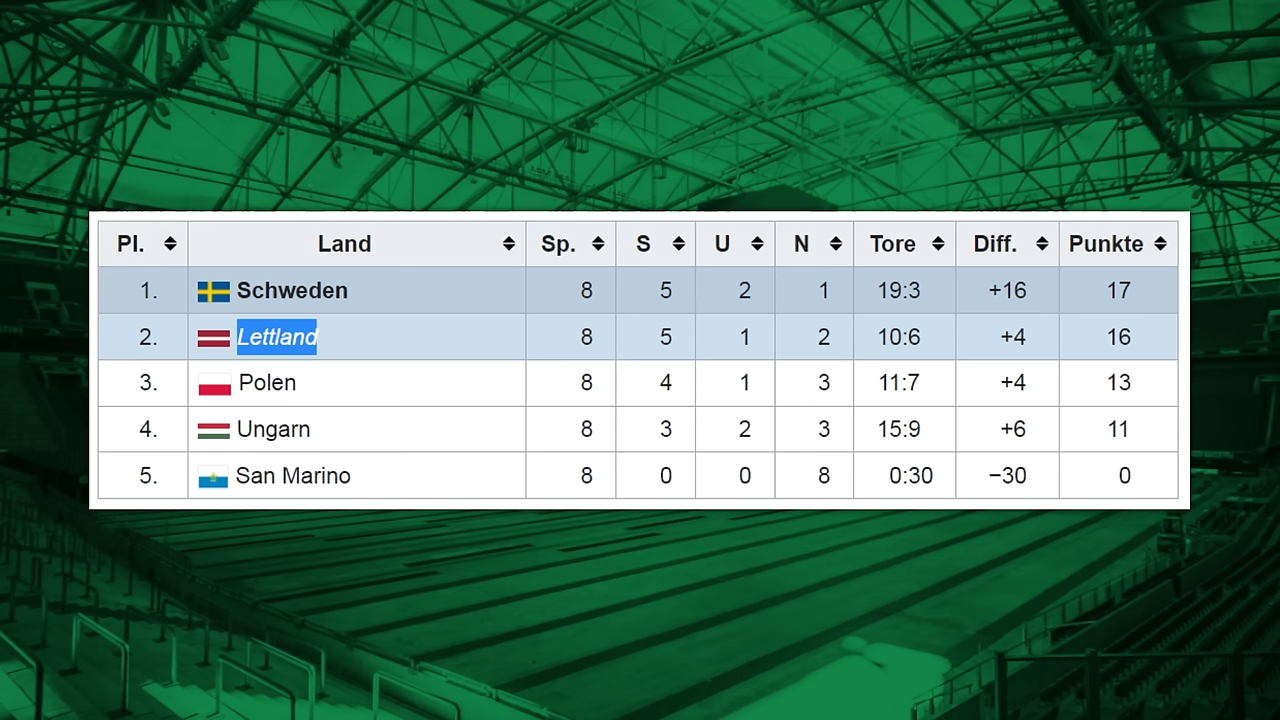 Pl. Land Sp. S U N Tore Diff. Punkte
1. Schweden 8 5 2 1 19:3 +16 17
2. Lettland 8 5 1 2 10:6 +4 16
3. Polen 8 4 1 3 11:7 +4 13
4. Ungarn 8 3 2 3 15:9 +6 11
5. San Marino 8 0 0 8 0:30 −30 0